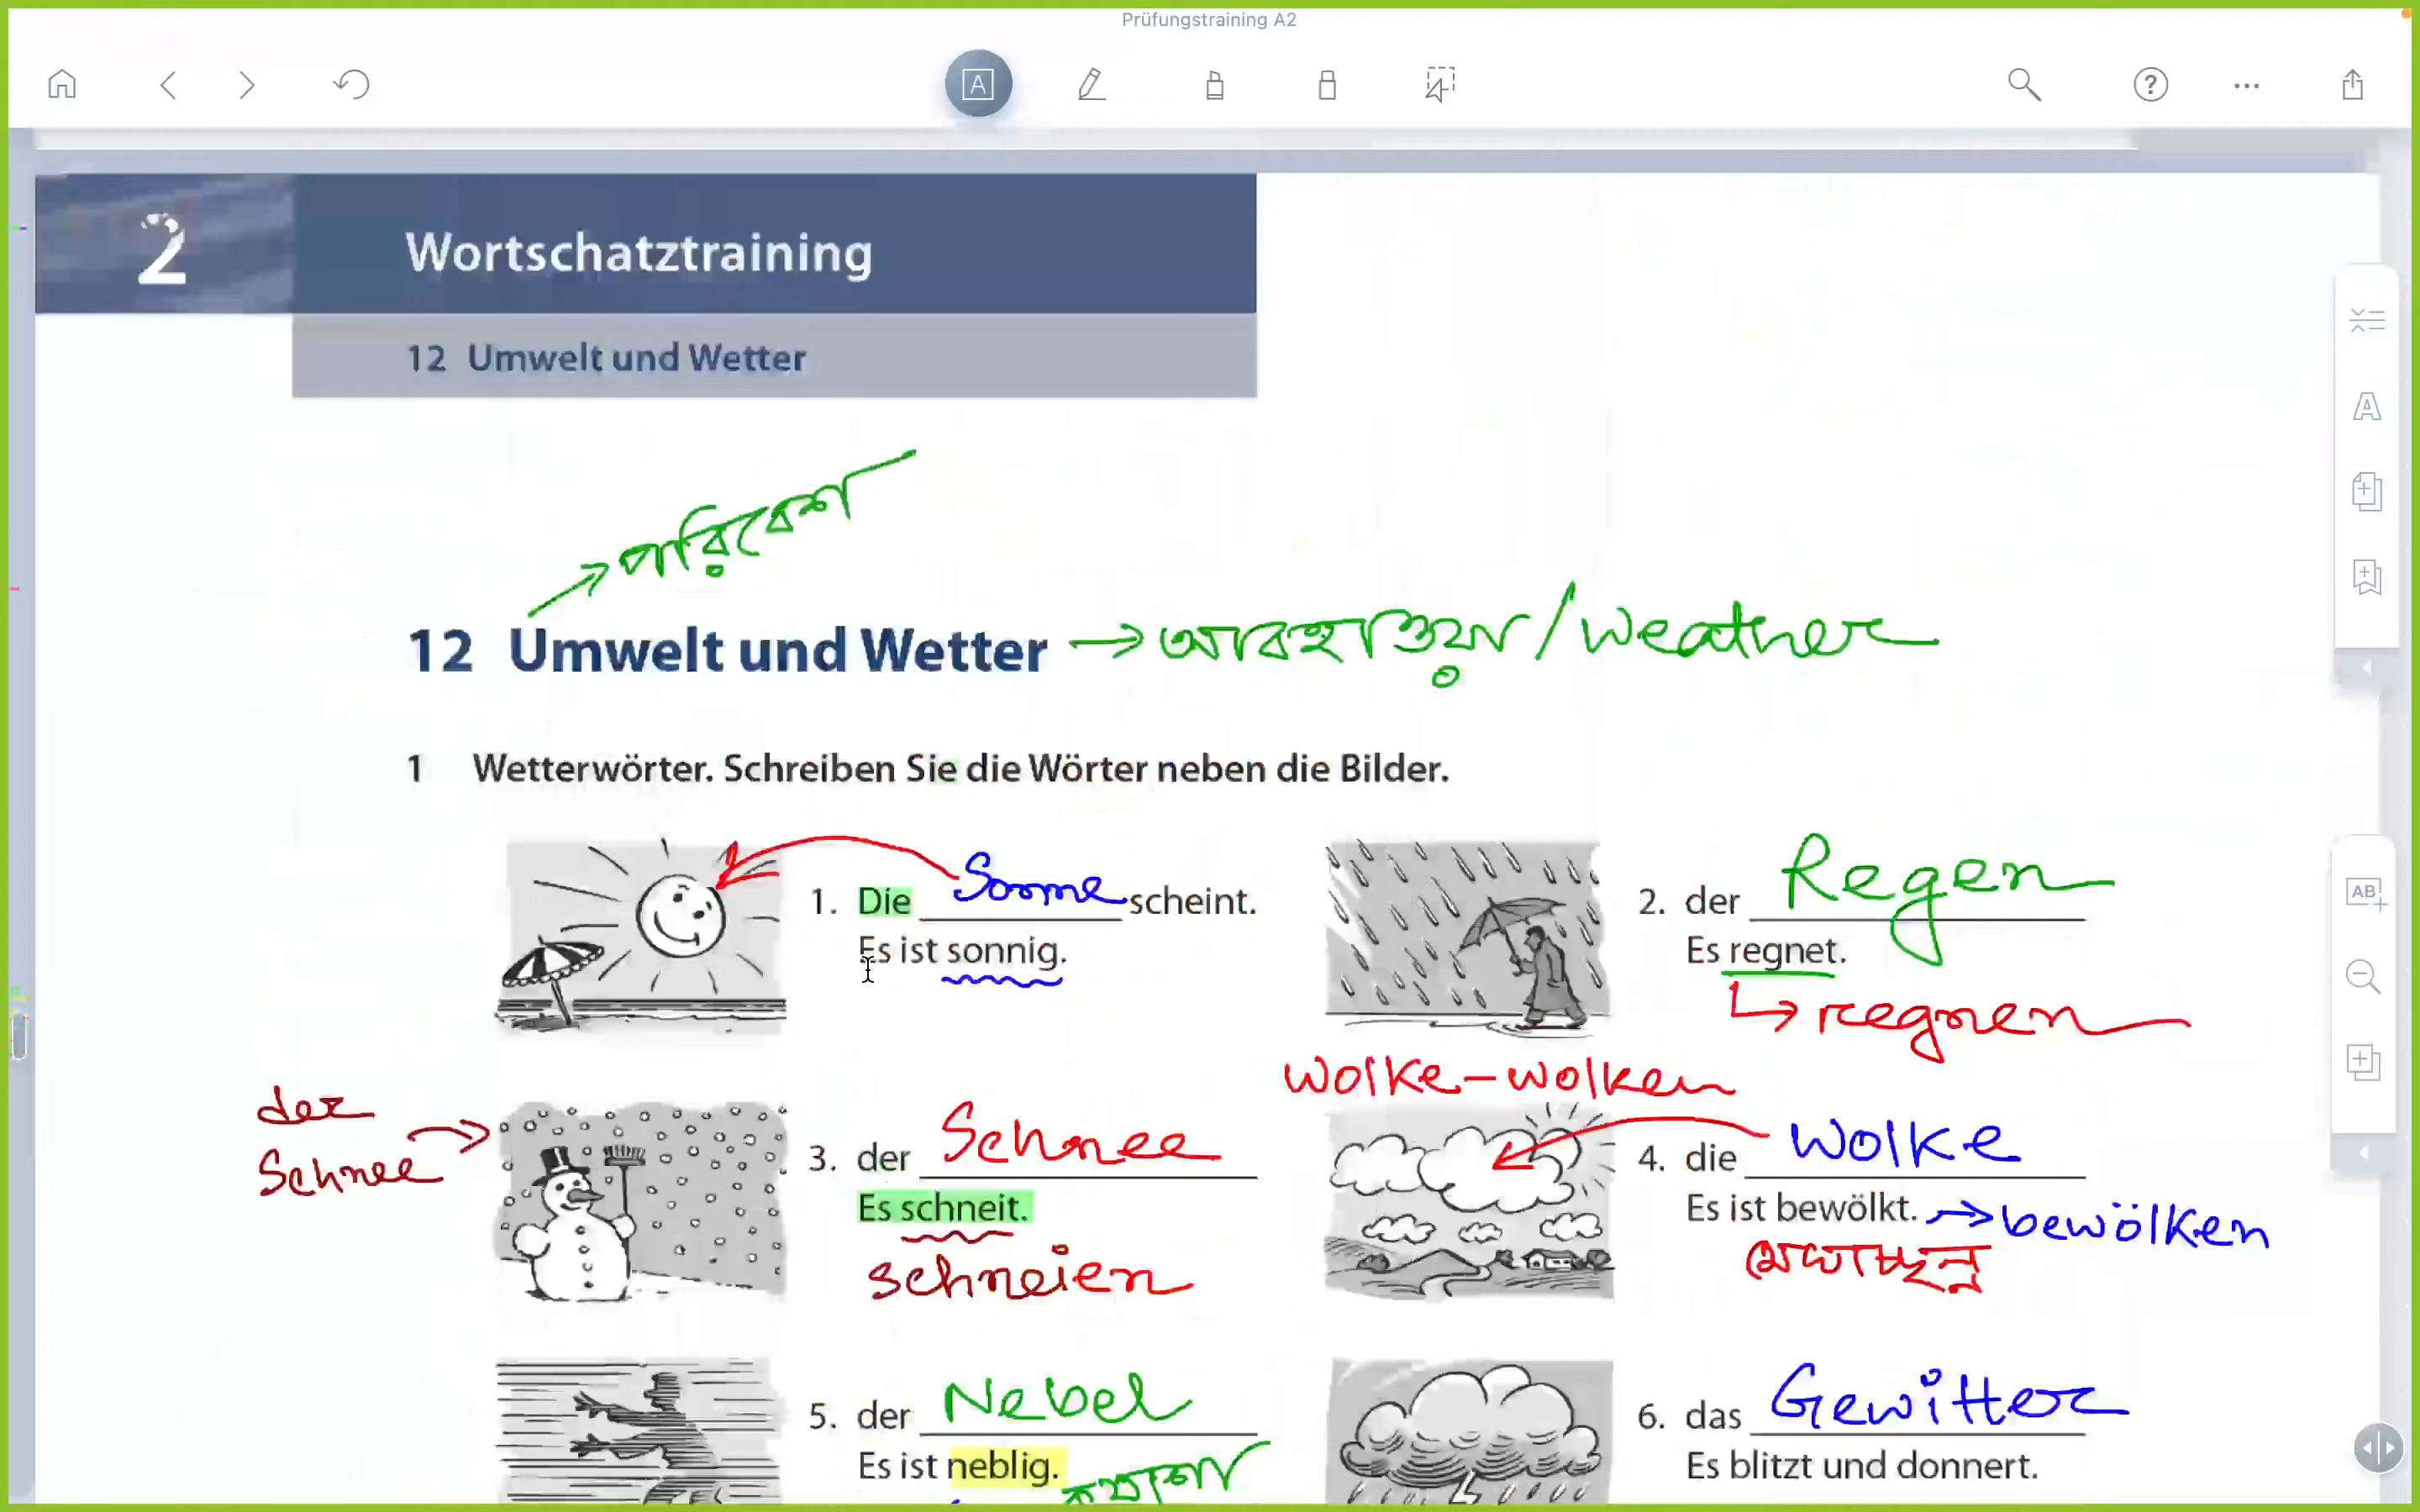 Prüfungstraining A2
2 Wortschatztraining
12 Umwelt und Wetter
পরিবেশ
12 Umwelt und Wetter → আবহাওয়া / Weather
1 Wetterwörter. Schreiben Sie die Wörter neben die Bilder.
1. Die Sonne scheint.
Es ist sonnig.
2. der Regen
Es regnet.
regnen
der
Schnee
3. der Schnee
Es schneit.
schneien
Wolke - Wolken
4. die Wolke
Es ist bewölkt. → bewölken
5. der Nebel
Es ist neblig.
6. das Gewitter
Es blitzt und donnert.